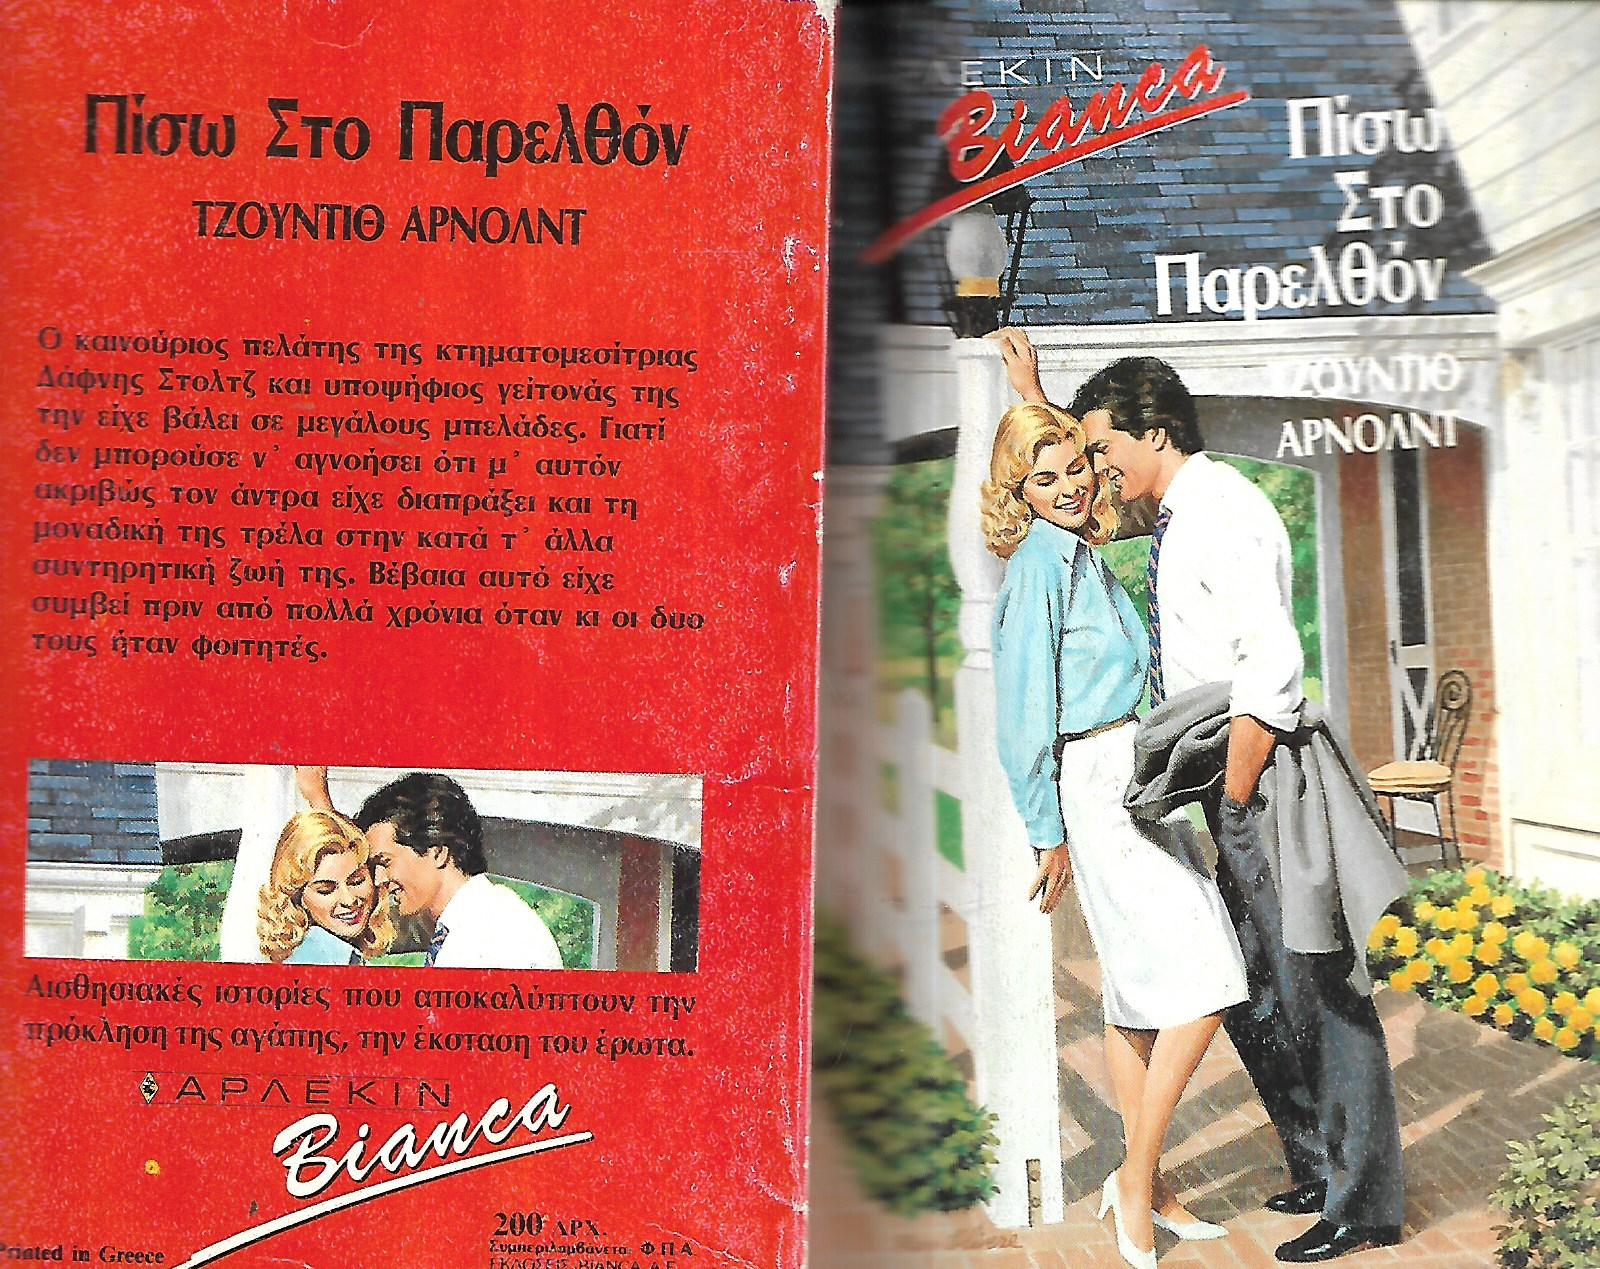 Πίσω Στο Παρελθόν
ΤΖΟΥΝΤΙΘ ΑΡΝΟΛΝΤ
Ο καινούριος πελάτης της κτηματομεσίτριας
Δάφνης Στολτζ και υποψήφιος γείτονάς της
την είχε βάλει σε μεγάλους μπελάδες. Γιατί
δεν μπορούσε ν' αγνοήσει ότι μ' αυτόν
ακριβώς τον άντρα είχε διαπράξει και τη
μοναδική της τρέλα στην κατά τ' άλλα
συντηρητική ζωή της. Βέβαια αυτό είχε
συμβεί πριν από πολλά χρόνια όταν κι οι δυο
τους ήταν φοιτητές.
Αισθησιακές ιστορίες που αποκαλύπτουν την
πρόκληση της αγάπης, την έκσταση του έρωτα.
ΑΡΛΕΚΙΝ
Bianca
200 ΔΡΧ.
Συμπεριλαμβάνεται Φ Π Α
ΕΚΔΟΣΕΙΣ BIANCA A.E.
Printed in Greece
ΛΕΚΙΝ
Bianca
Πίσω
Στο
Παρελθόν
ΤΖΟΥΝΤΙΘ
ΑΡΝΟΛΝΤ